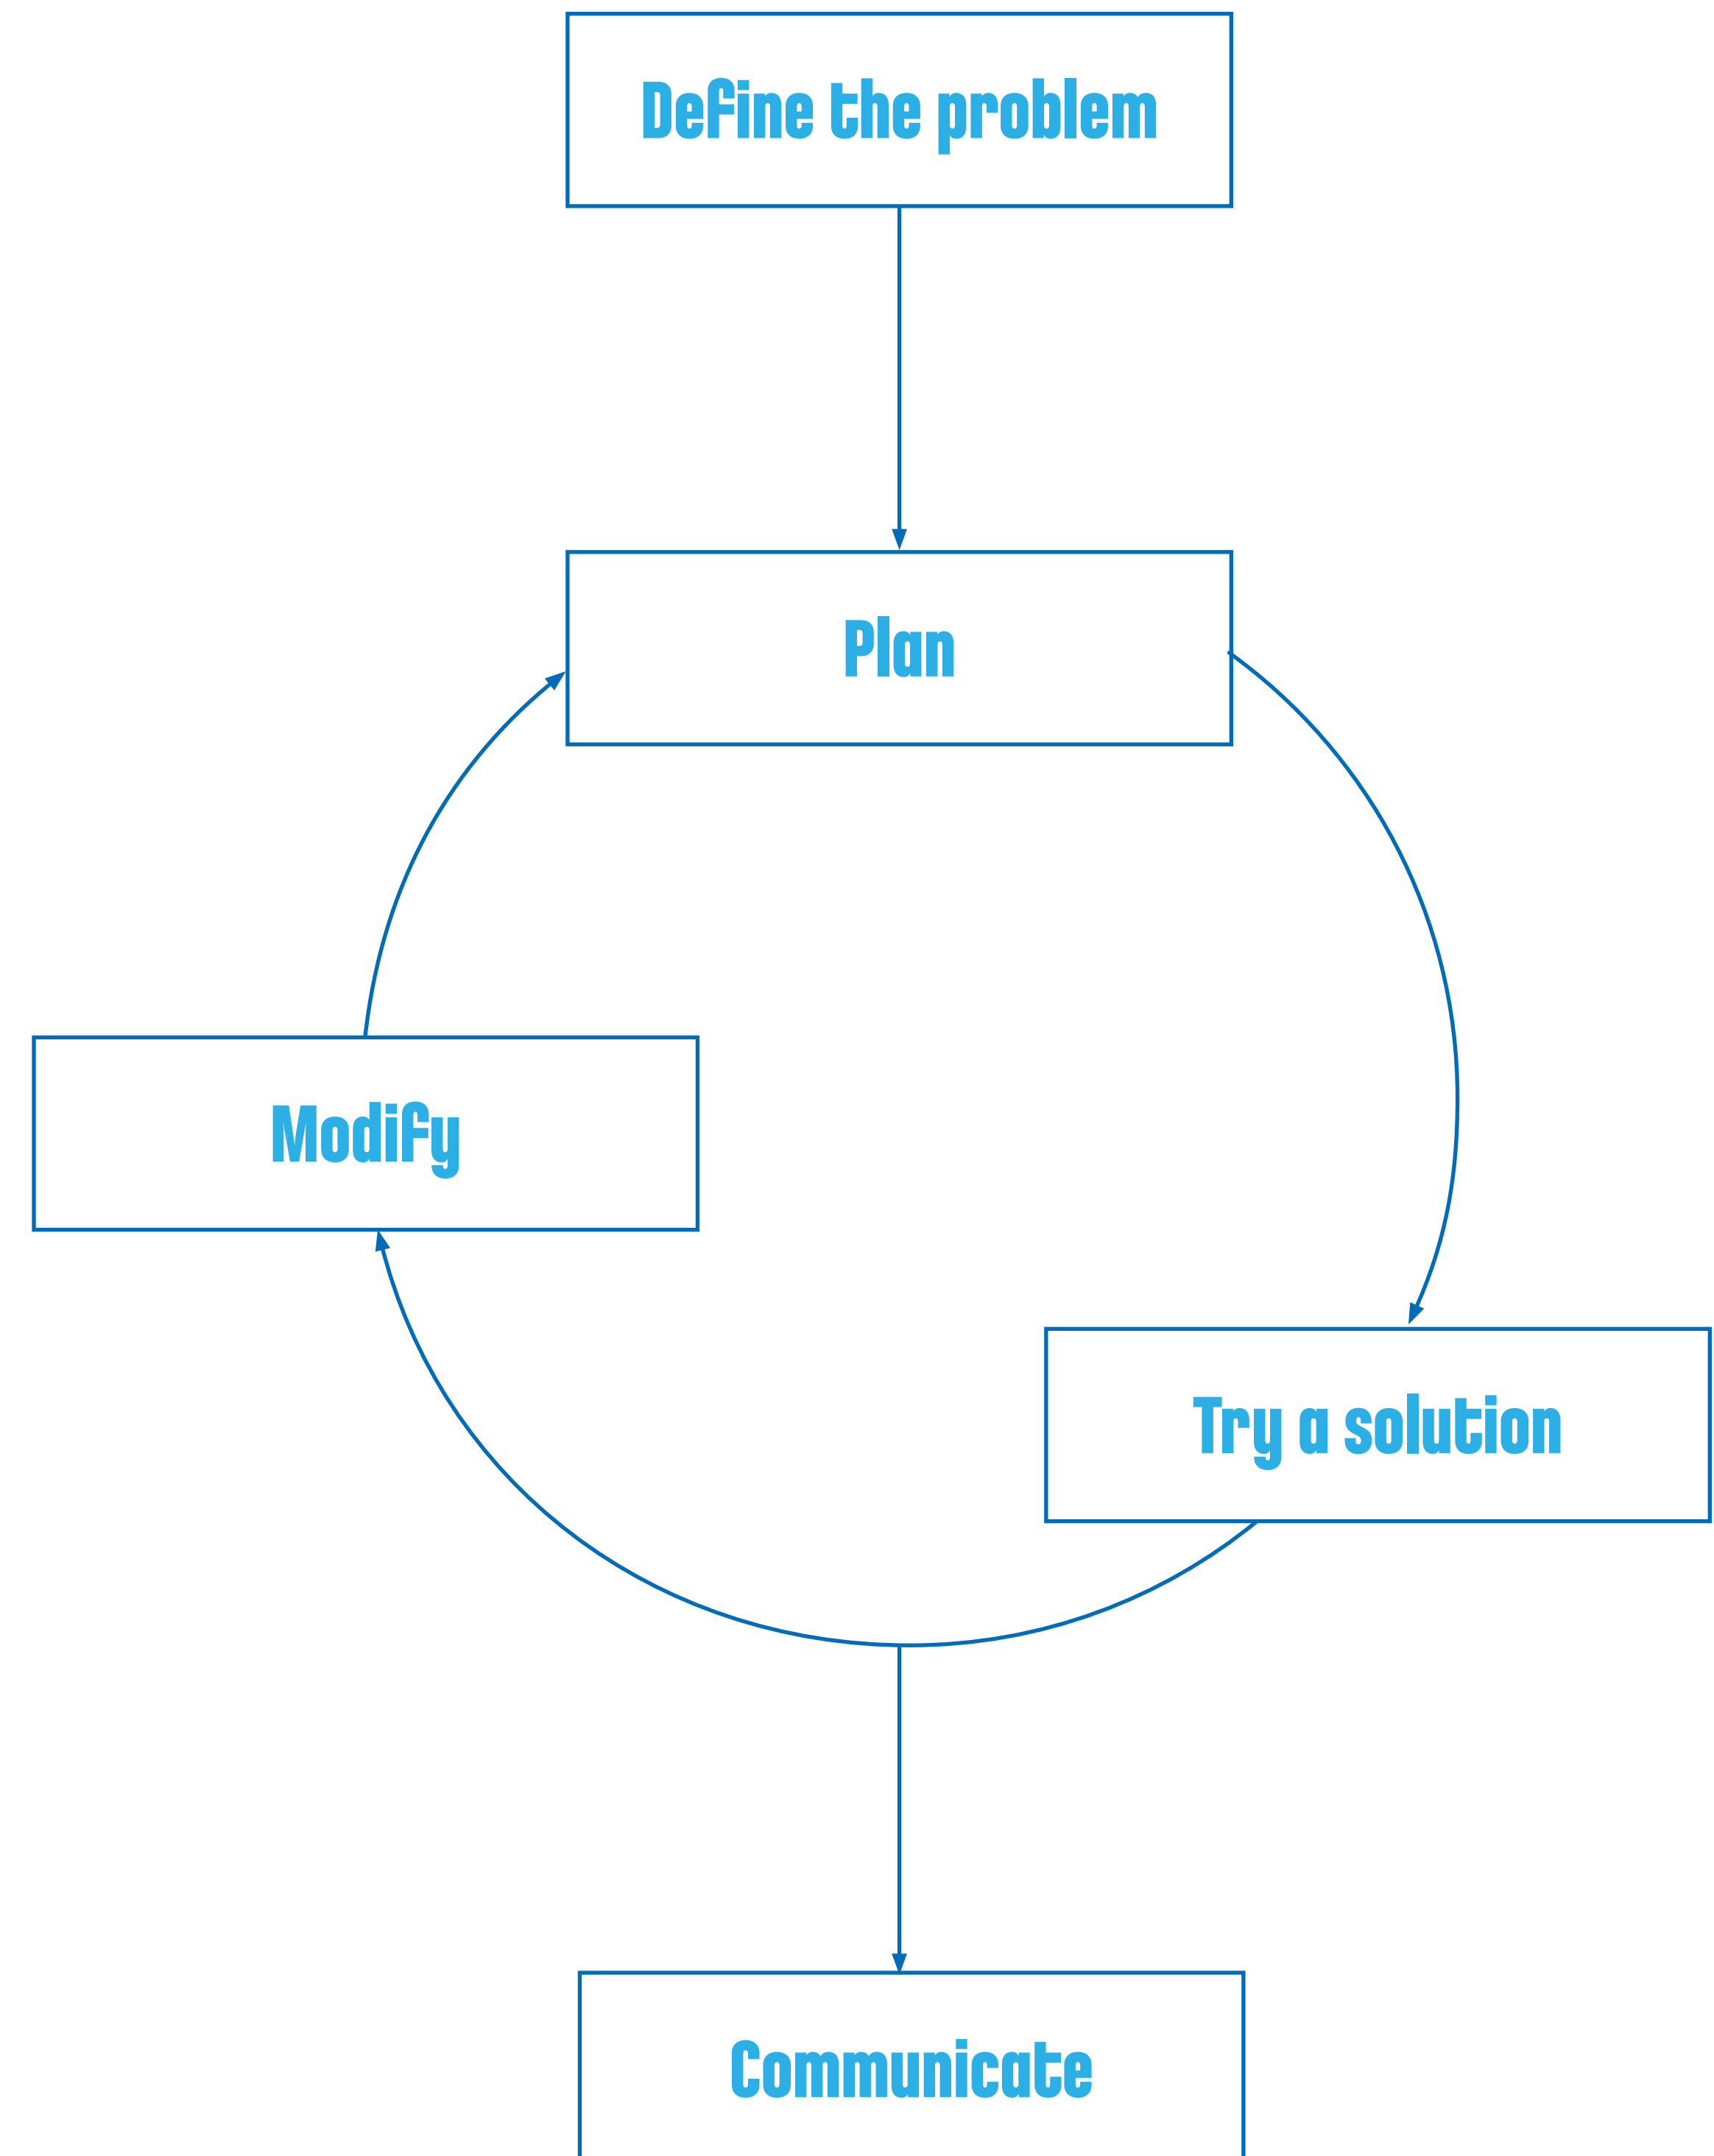 Define the problem
Plan
Modify
Try a solution
Communicate